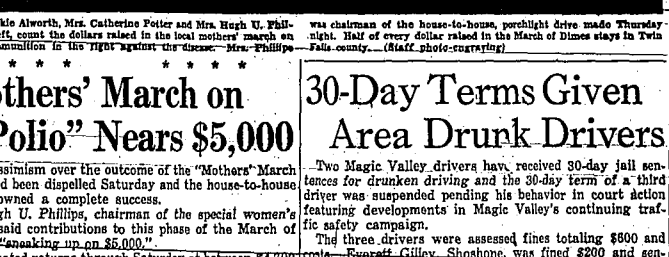 kie Alworth, Mrs. Catherine Potter and Mrs. Hugh U. Phil-
ft, count the dollars raised in the local mothers' march on
mmunition in the fight against the disease. Mrs. Phillips
was chairman of the house-to-house, porchlight drive made Thursday
night. Half of every dollar raised in the March of Dimes stays in Twin
Falls county. (Staff photo-engraving)
* * * * * * * *
thers' March on
Polio" Nears $5,000
ssimism over the outcome of the "Mothers' March
d been dispelled Saturday and the house-to-house
owned a complete success.
gh U. Phillips, chairman of the special women's
said contributions to this phase of the March of
"sneaking up on $5,000."
30-Day Terms Given
Area Drunk Drivers
Two Magic Valley drivers have received 30-day jail sen-
tences for drunken driving and the 30-day term of a third
driver was suspended pending his behavior in court action
featuring developments in Magic Valley's continuing traf-
fic safety campaign.
The three drivers were assessed fines totaling $600 and
Everett Gilley, Shoshone, was fined $200 and sen-